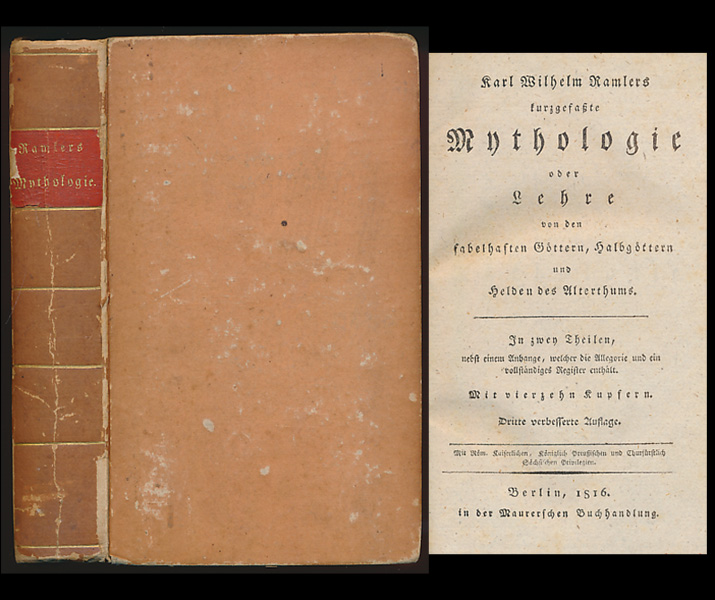 Ramlers
Mythologie.
Karl Wilhelm Ramlers
kurzgefaßte
Mythologie
oder
Lehre
von den
fabelhaften Göttern, Halbgöttern
und
Helden des Alterthums.
In zwey Theilen,
nebst einem Anhange, welcher die Allegorie und ein
vollständiges Register enthält.
Mit vierzehn Kupfern.
Dritte verbesserte Auflage.
Mit Röm. Kaiserlichen, Königlich Preußischen und Churfürstlich
Sächsischen Privilegien.
Berlin, 1816.
in der Maurerschen Buchhandlung.